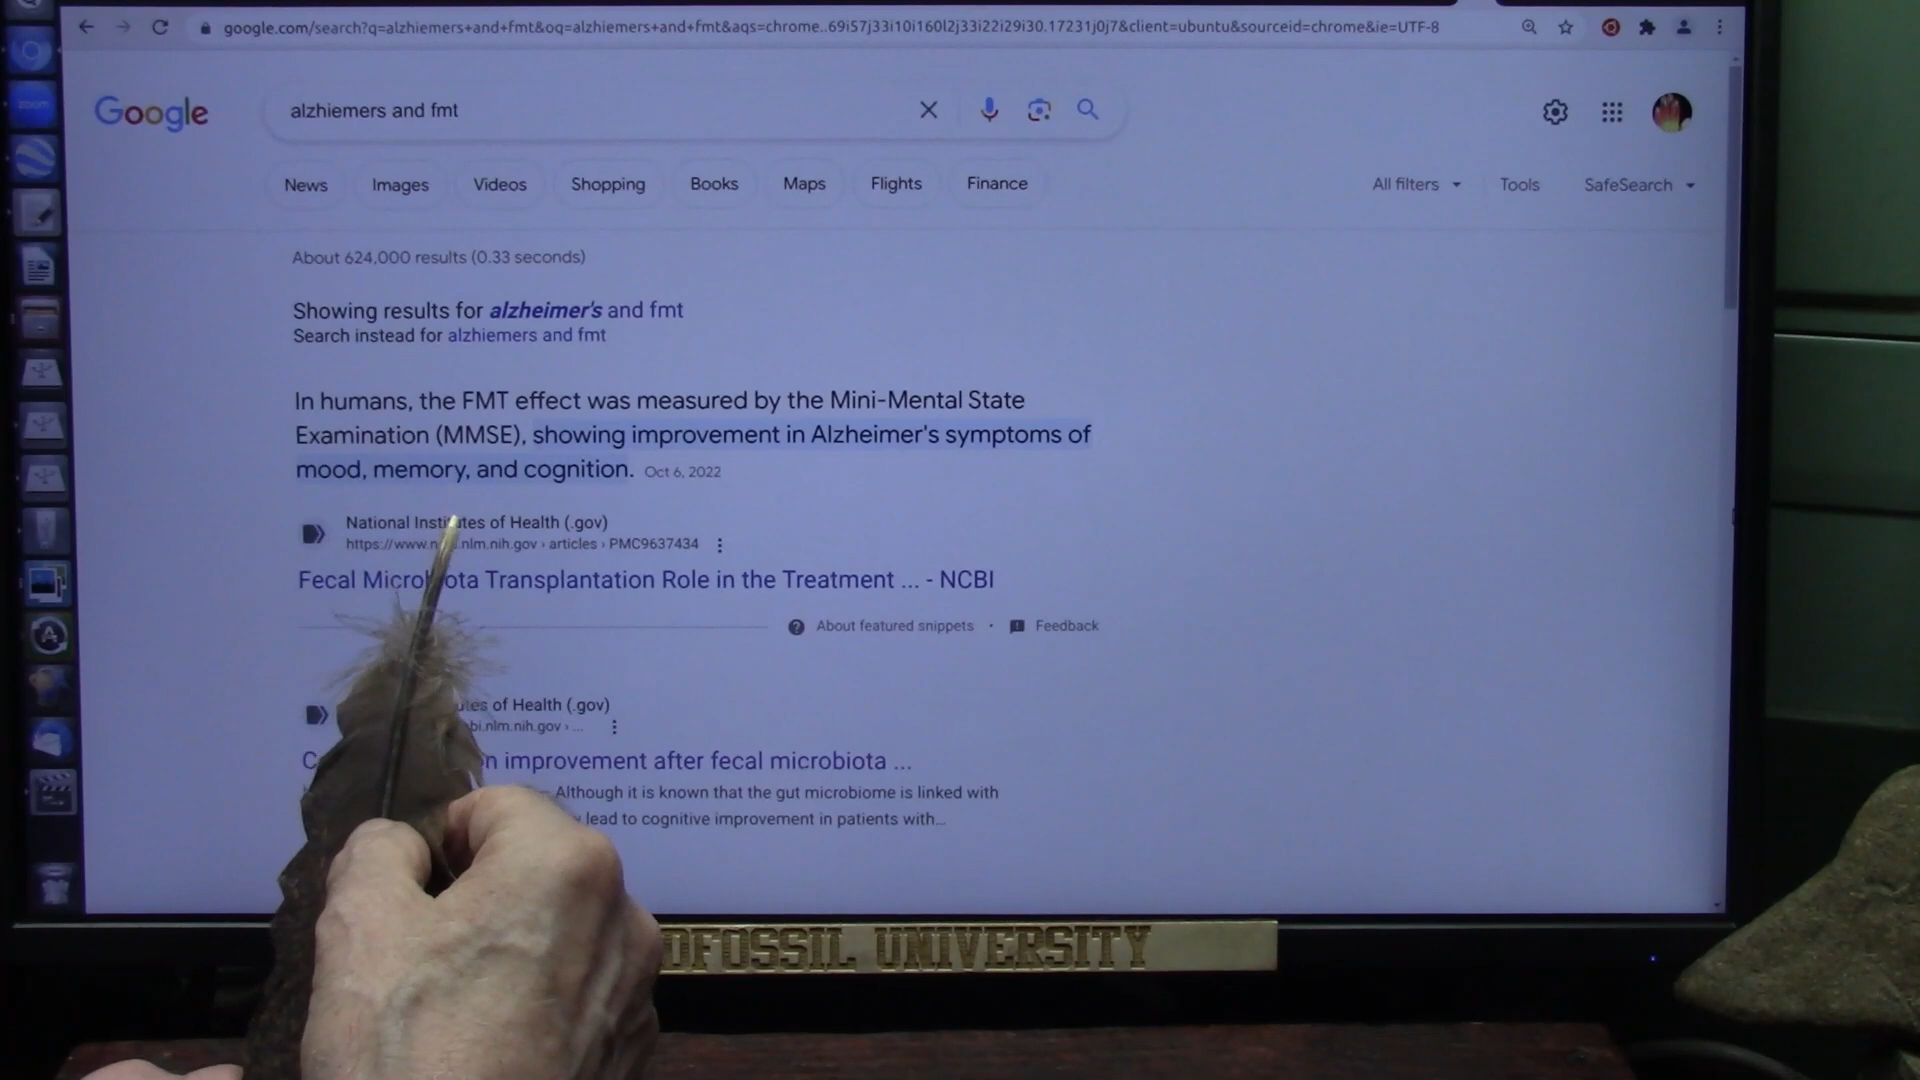 google.com/search?q=alzhiemers+and+fmt&oq=alzhiemers+and+fmt&aqs=chrome..69i57j33i10i160l2j33i22i29i30.17231j0j7&client=ubuntu&sourceid=chrome&ie=UTF-8
Google
alzhiemers and fmt
News Images Videos Shopping Books Maps Flights Finance All filters Tools SafeSearch
About 624,000 results (0.33 seconds)
Showing results for alzheimer's and fmt
Search instead for alzhiemers and fmt
In humans, the FMT effect was measured by the Mini-Mental State
Examination (MMSE), showing improvement in Alzheimer's symptoms of
mood, memory, and cognition. Oct 6, 2022
National Institutes of Health (.gov)
nlm.nih.gov › articles › PMC9637434
Fecal Microbiota Transplantation Role in the Treatment ... - NCBI
About featured snippets • Feedback
of Health (.gov)
nlm.nih.gov › ...
improvement after fecal microbiota ...
Although it is known that the gut microbiome is linked with
lead to cognitive improvement in patients with...
zoom
UNIVERSITY